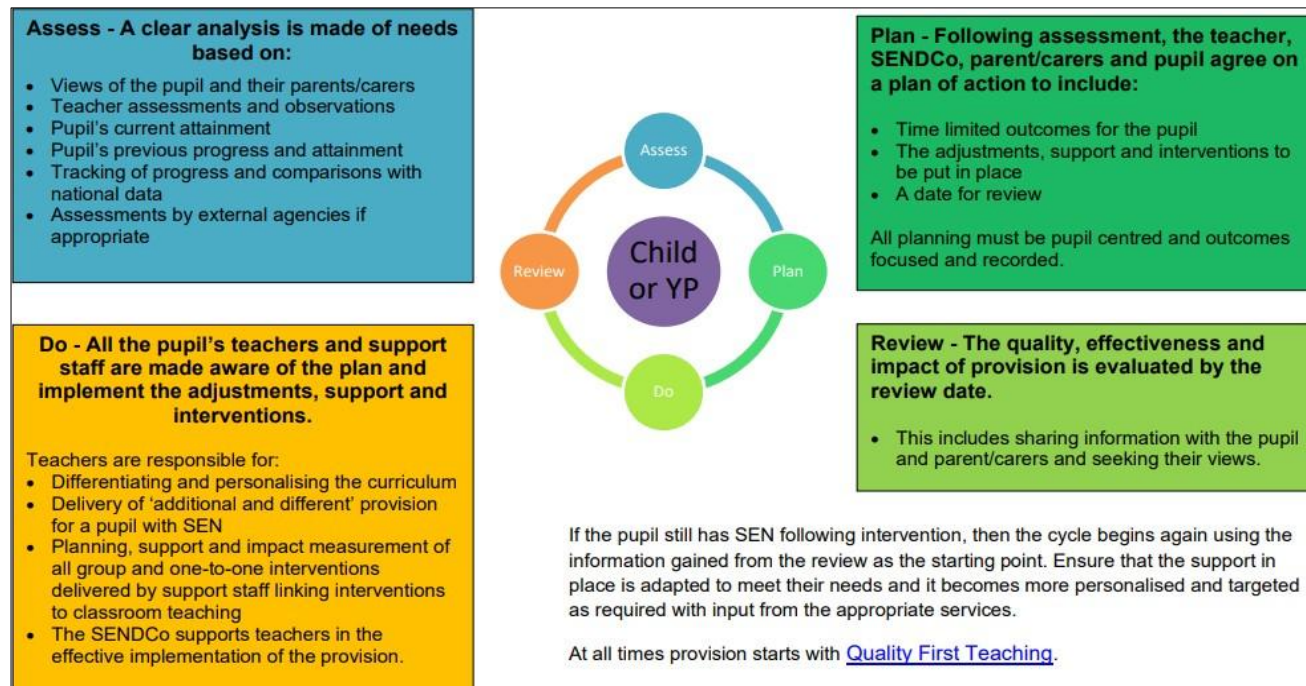 Assess - A clear analysis is made of needs
based on:
• Views of the pupil and their parents/carers
• Teacher assessments and observations
• Pupil's current attainment
• Pupil's previous progress and attainment
• Tracking of progress and comparisons with
national data
• Assessments by external agencies if
appropriate
Assess
Plan
Do
Review
Child
or YP
Plan - Following assessment, the teacher,
SENDCo, parent/carers and pupil agree on
a plan of action to include:
• Time limited outcomes for the pupil
• The adjustments, support and interventions to
be put in place
• A date for review
All planning must be pupil centred and outcomes
focused and recorded.
Do - All the pupil's teachers and support
staff are made aware of the plan and
implement the adjustments, support and
interventions.
Teachers are responsible for:
• Differentiating and personalising the curriculum
• Delivery of 'additional and different' provision
for a pupil with SEN
• Planning, support and impact measurement of
all group and one-to-one interventions
delivered by support staff linking interventions
to classroom teaching
• The SENDCo supports teachers in the
effective implementation of the provision.
Review - The quality, effectiveness and
impact of provision is evaluated by the
review date.
• This includes sharing information with the pupil
and parent/carers and seeking their views.
If the pupil still has SEN following intervention, then the cycle begins again using the
information gained from the review as the starting point. Ensure that the support in
place is adapted to meet their needs and it becomes more personalised and targeted
as required with input from the appropriate services.
At all times provision starts with Quality First Teaching.